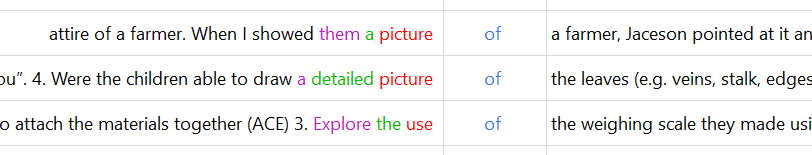 attire of a farmer. When I showed them a picture of a farmer, Jaceson pointed at it an
ou”. 4. Were the children able to draw a detailed picture of the leaves (e.g. veins, stalk, edges
o attach the materials together (ACE) 3. Explore the use of the weighing scale they made usi